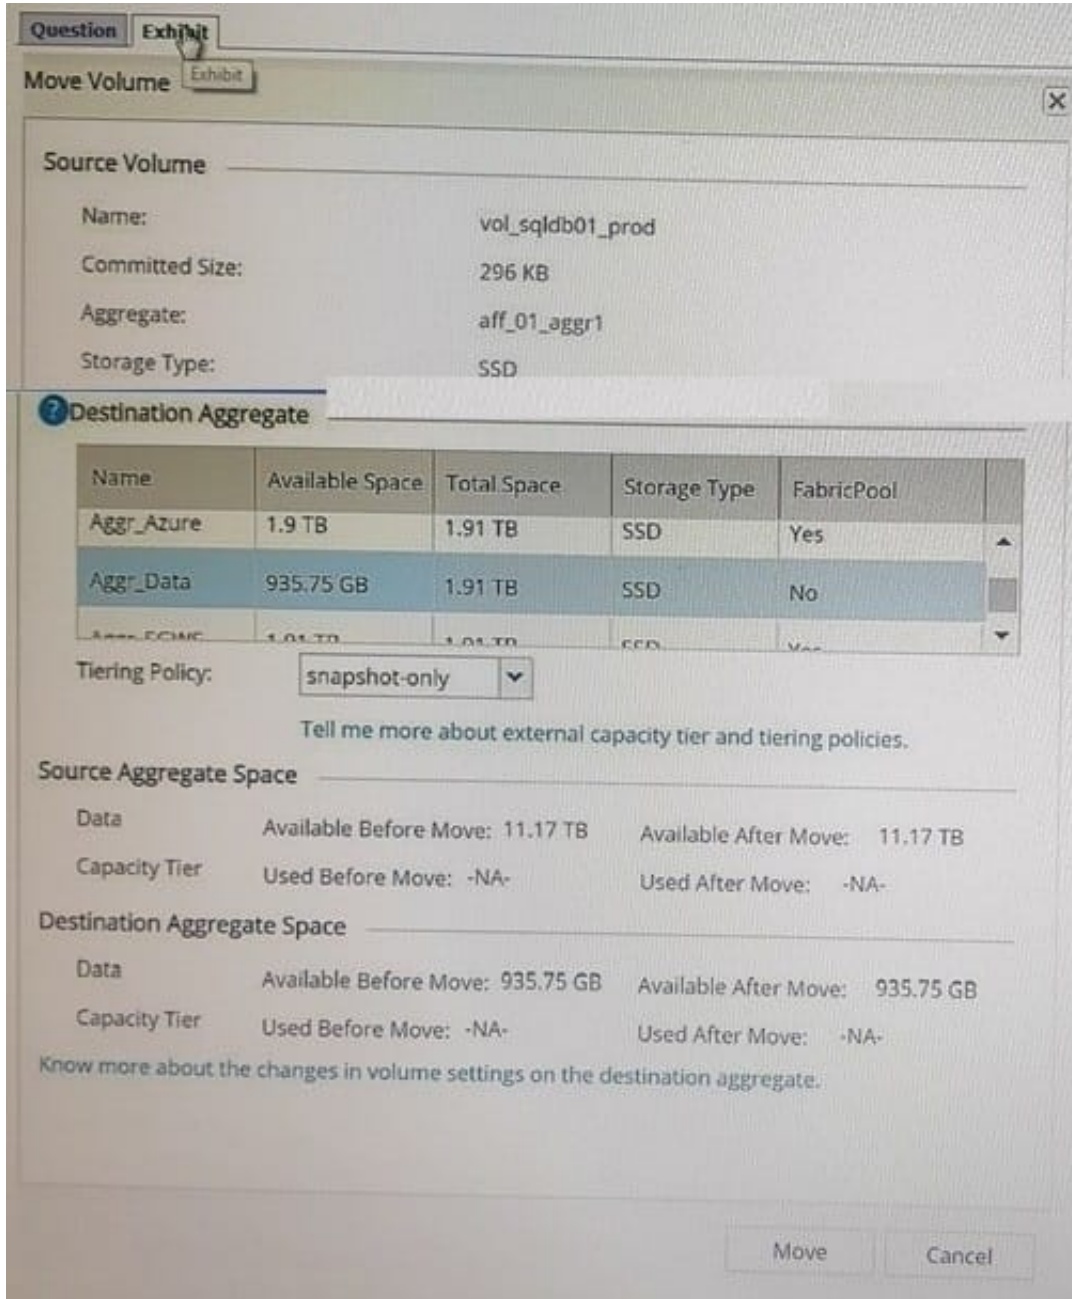 Question Exhibit
Exhibit
Move Volume
Source Volume
Name: vol_sqldb01_prod
Committed Size: 296 KB
Aggregate: aff_01_aggr1
Storage Type: SSD
Destination Aggregate
Name Available Space Total Space Storage Type FabricPool
Aggr_Azure 1.9 TB 1.91 TB SSD Yes
Aggr_Data 935.75 GB 1.91 TB SSD No
Tiering Policy: snapshot-only
Tell me more about external capacity tier and tiering policies.
Source Aggregate Space
Data Available Before Move: 11.17 TB Available After Move: 11.17 TB
Capacity Tier Used Before Move: -NA- Used After Move: -NA-
Destination Aggregate Space
Data Available Before Move: 935.75 GB Available After Move: 935.75 GB
Capacity Tier Used Before Move: -NA- Used After Move: -NA-
Know more about the changes in volume settings on the destination aggregate.
Move Cancel